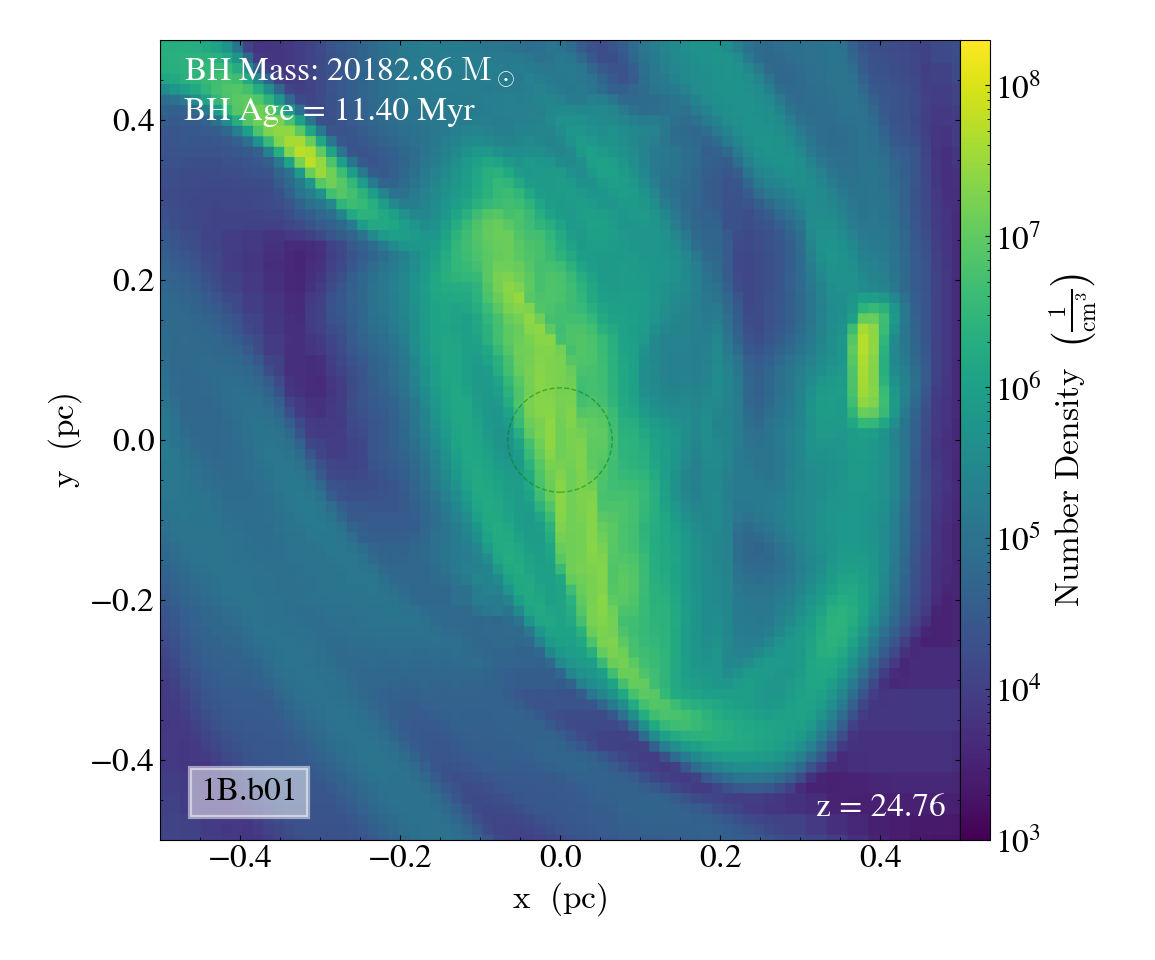 BH Mass: 20182.86 M⊙
BH Age = 11.40 Myr
0.4
0.2
0.0
−0.2
−0.4
y (pc)
1B.b01
z = 24.76
−0.4 −0.2 0.0 0.2 0.4
x (pc)
10⁸
10⁷
10⁶
10⁵
10⁴
10³
Number Density (1/cm³)